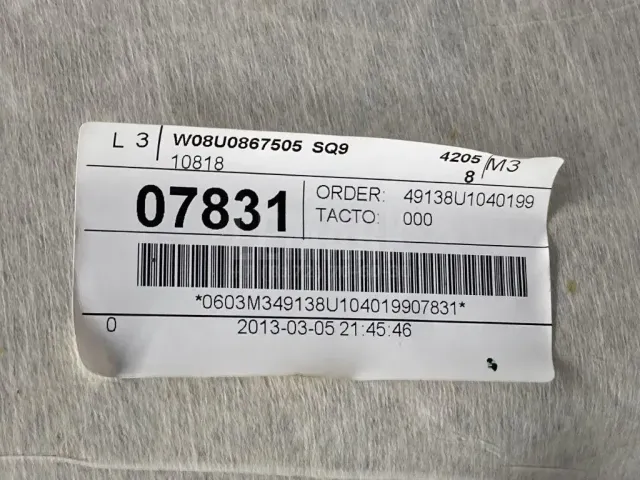 L 3 W08U0867505 SQ9 4205 M3
10818 8
07831 ORDER: 49138U1040199
TACTO: 000
*0603M349138U104019907831*
0 2013-03-05 21:45:46